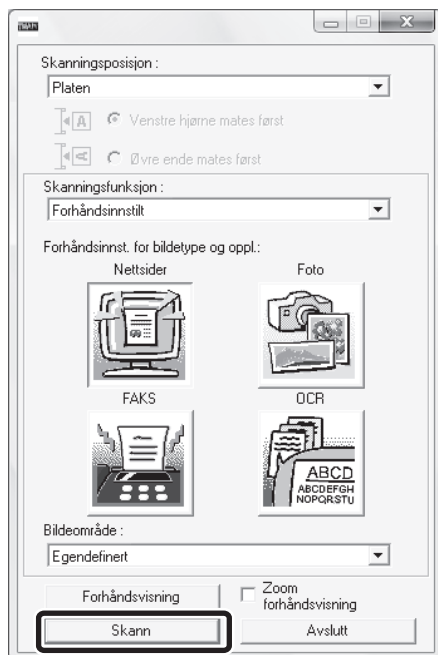 TWAIN
Skanningsposisjon :
Platen
A Venstre hjørne mates først
A Øvre ende mates først
Skanningsfunksjon :
Forhåndsinnstilt
Forhåndsinnst. for bildetype og oppl.:
Nettsider Foto
FAKS OCR
ABCD
ABCDEFGH
NOPQRSTU
Bildeområde :
Egendefinert
Forhåndsvisning
Zoom
forhåndsvisning
Skann Avslutt